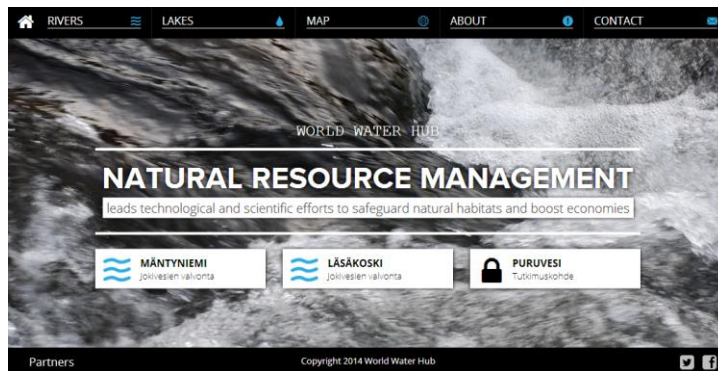 RIVERS
LAKES
MAP
ABOUT
CONTACT
WORLD WATER HUB
NATURAL RESOURCE MANAGEMENT
leads technological and scientific efforts to safeguard natural habitats and boost economies
MÄNTYNIEMI
Jokivesien valvonta
LÄSÄKOSKI
Jokivesien valvonta
PURUVESI
Tutkimuskohde
Partners
Copyright 2014 World Water Hub